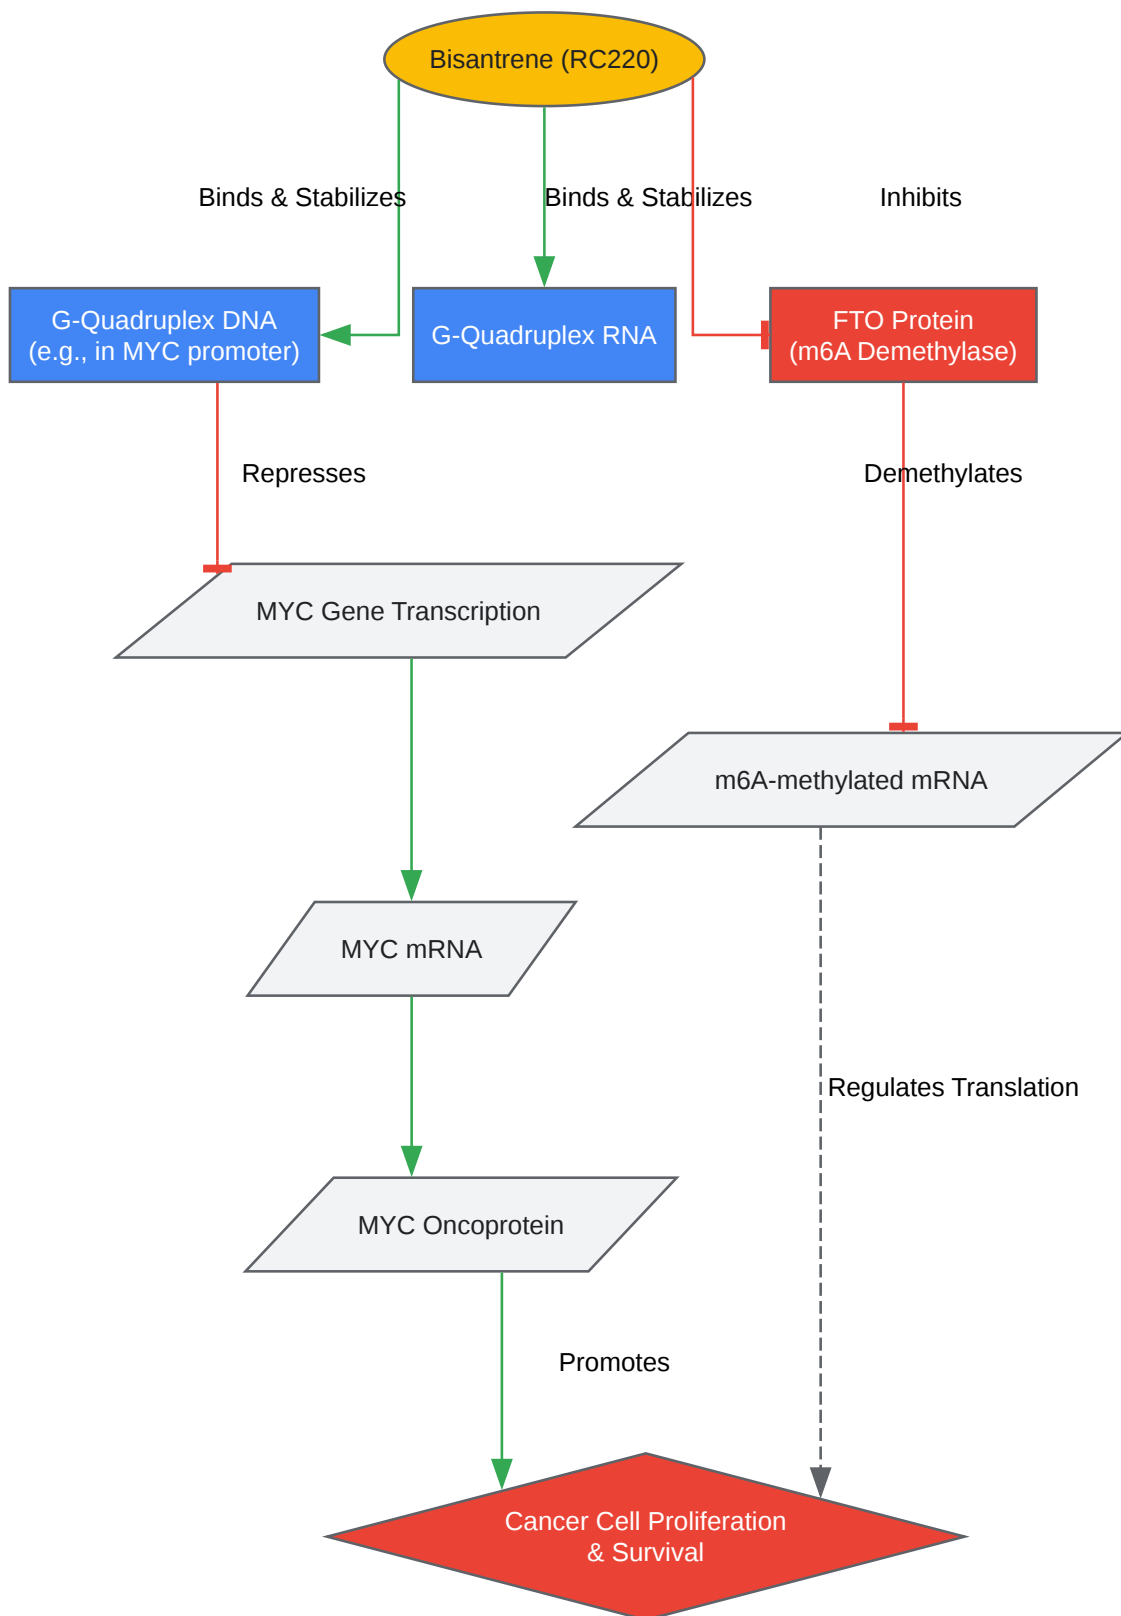 Bisantrene (RC220)
Binds & Stabilizes
Binds & Stabilizes
Inhibits
G-Quadruplex DNA
(e.g., in MYC promoter)
G-Quadruplex RNA
FTO Protein
(m6A Demethylase)
Represses
Demethylates
MYC Gene Transcription
m6A-methylated mRNA
MYC mRNA
Regulates Translation
MYC Oncoprotein
Promotes
Cancer Cell Proliferation
& Survival